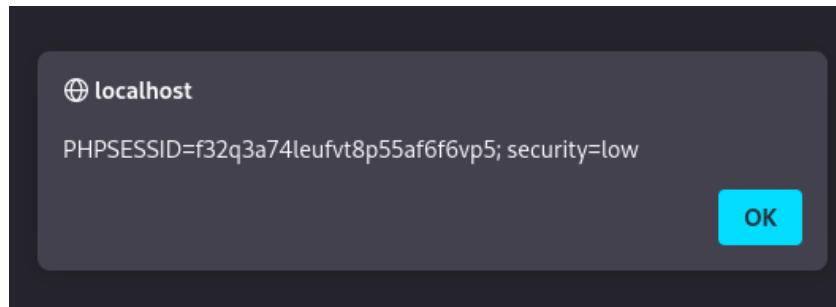 localhost
PHPSESSID=f32q3a74leufvt8p55af6f6vp5; security=low
OK